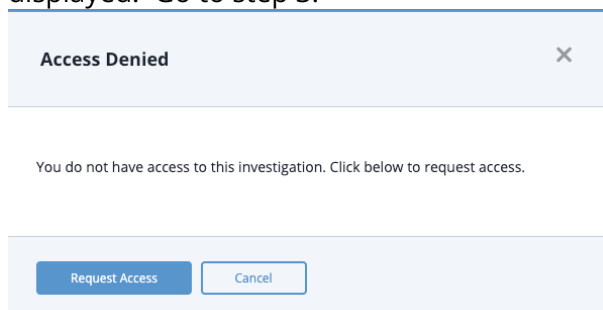 displayed. Go to step 3.
Access Denied
You do not have access to this investigation. Click below to request access.
Request Access
Cancel